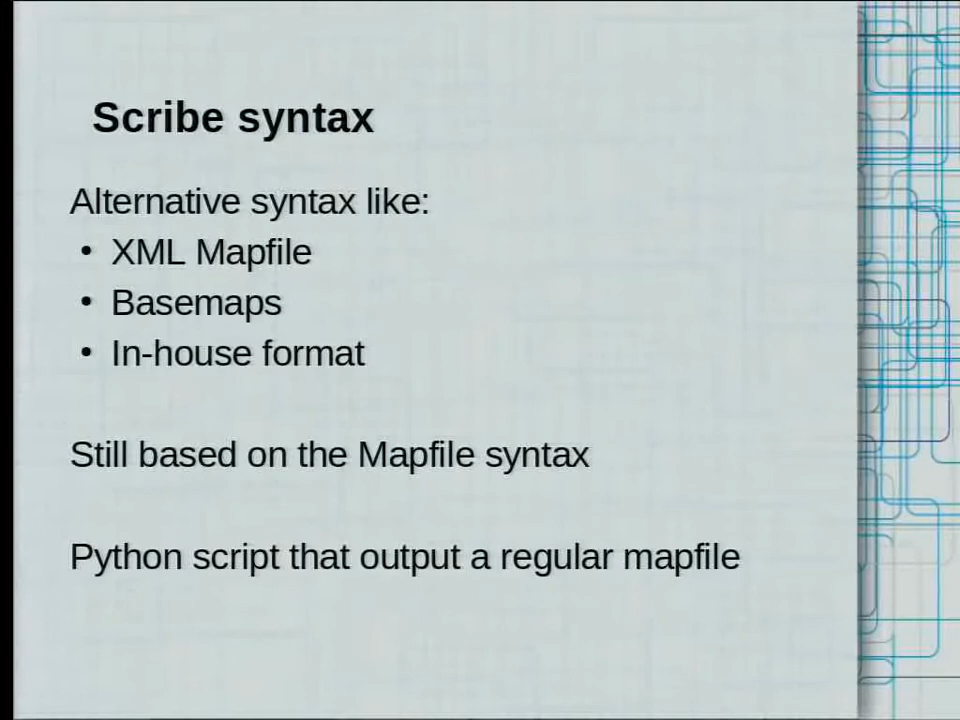 Scribe syntax
Alternative syntax like:
• XML Mapfile
• Basemaps
• In-house format
Still based on the Mapfile syntax
Python script that output a regular mapfile